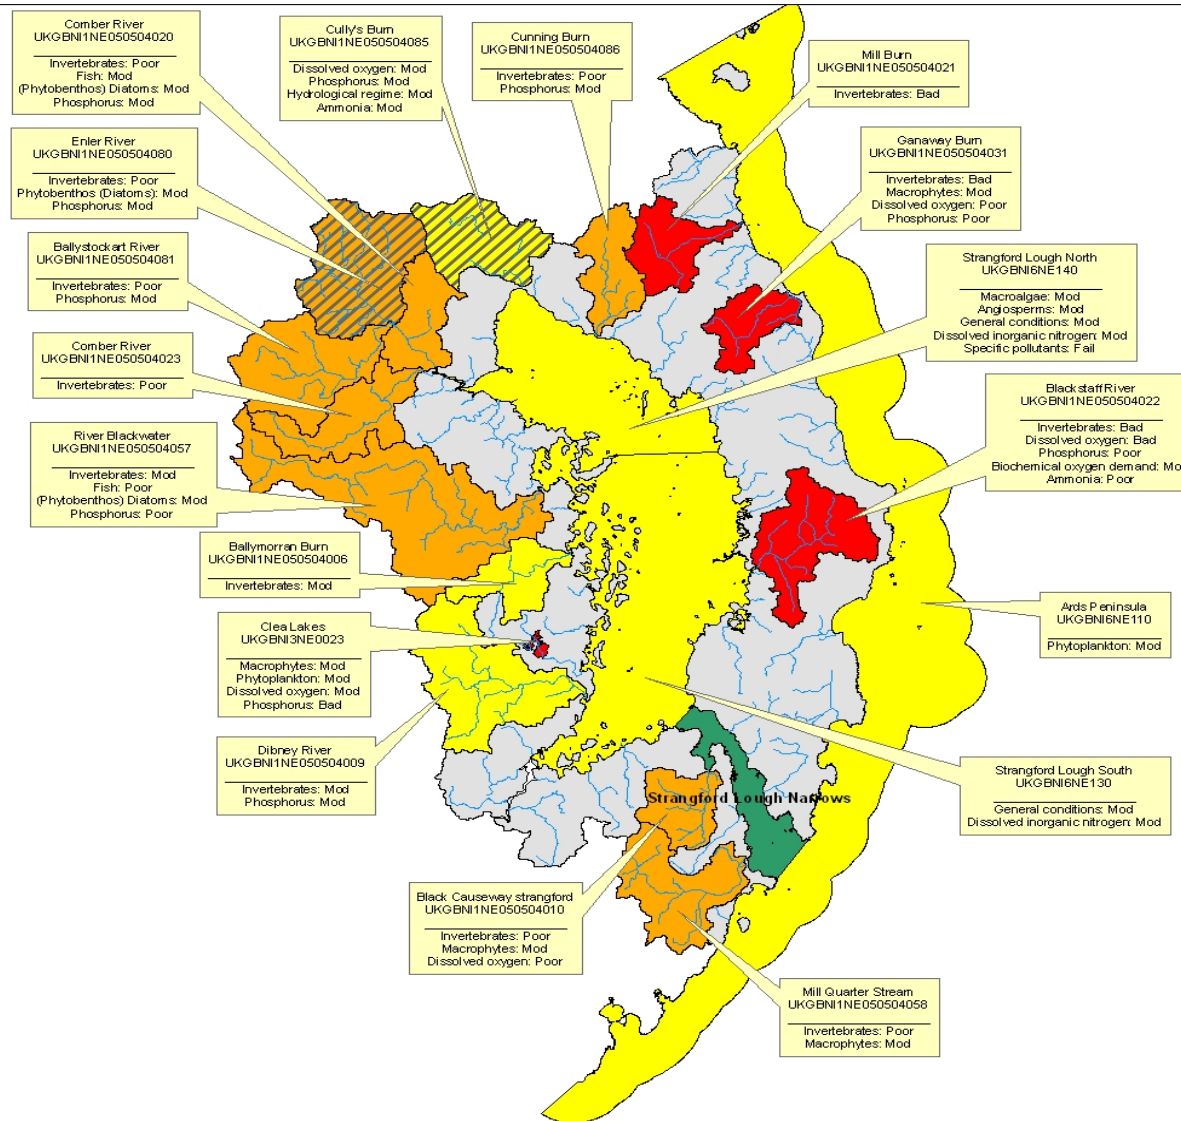 Comber River
UKGBNI1NE050504020
Invertebrates: Poor
Fish: Mod
(Phytobenthos) Diatoms: Mod
Phosphorus: Mod
Cully's Burn
UKGBNI1NE050504085
Dissolved oxygen: Mod
Phosphorus: Mod
Hydrological regime: Mod
Ammonia: Mod
Cunning Burn
UKGBNI1NE050504086
Invertebrates: Poor
Phosphorus: Mod
Mill Burn
UKGBNI1NE050504021
Invertebrates: Bad
Enler River
UKGBNI1NE050504080
Invertebrates: Poor
Phytobenthos (Diatoms): Mod
Phosphorus: Mod
Ganaway Burn
UKGBNI1NE050504031
Invertebrates: Bad
Macrophytes: Mod
Dissolved oxygen: Poor
Phosphorus: Poor
Ballystockart River
UKGBNI1NE050504081
Invertebrates: Poor
Phosphorus: Mod
Strangford Lough North
UKGBNI6NE140
Macroalgae: Mod
Angiosperms: Mod
General conditions: Mod
Dissolved inorganic nitrogen: Mod
Specific pollutants: Fail
Comber River
UKGBNI1NE050504023
Invertebrates: Poor
Blackstaff River
UKGBNI1NE050504022
Invertebrates: Bad
Dissolved oxygen: Bad
Phosphorus: Poor
Biochemical oxygen demand: Mo
Ammonia: Poor
River Blackwater
UKGBNI1NE050504057
Invertebrates: Mod
Fish: Poor
(Phytobenthos) Diatoms: Mod
Phosphorus: Poor
Ballymorran Burn
UKGBNI1NE050504006
Invertebrates: Mod
Ards Peninsula
UKGBNI6NE110
Phytoplankton: Mod
Clea Lakes
UKGBNI3NE0023
Macrophytes: Mod
Phytoplankton: Mod
Dissolved oxygen: Mod
Phosphorus: Bad
Dibney River
UKGBNI1NE050504009
Invertebrates: Mod
Phosphorus: Mod
Strangford Lough South
UKGBNI6NE130
General conditions: Mod
Dissolved inorganic nitrogen: Mod
Strangford Lough Narrows
Black Causeway strangford
UKGBNI1NE050504010
Invertebrates: Poor
Macrophytes: Mod
Dissolved oxygen: Poor
Mill Quarter Stream
UKGBNI1NE050504058
Invertebrates: Poor
Macrophytes: Mod